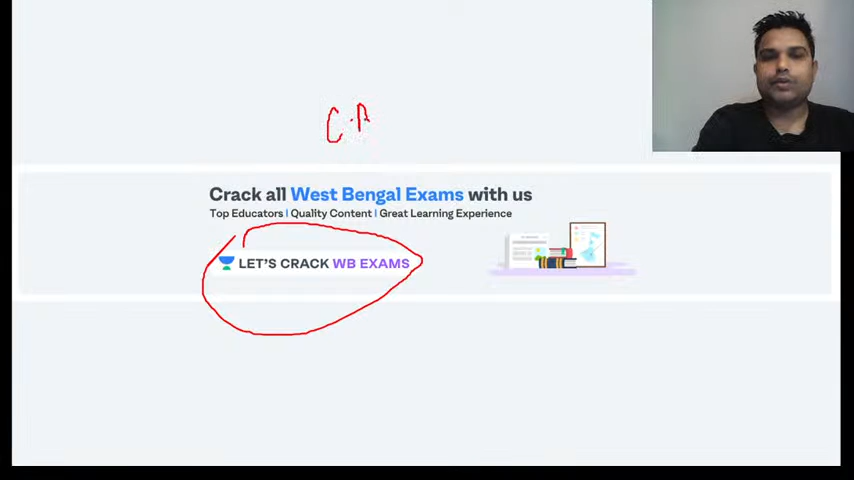 C.A
Crack all West Bengal Exams with us
Top Educators | Quality Content | Great Learning Experience
LET'S CRACK WB EXAMS